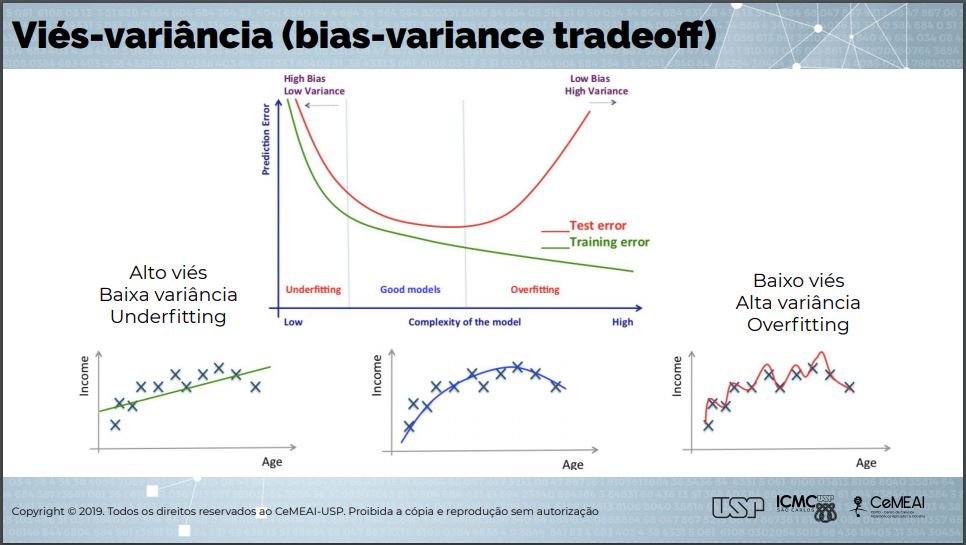 Viés-variância (bias-variance tradeoff)
High Bias
Low Variance
Low Bias
High Variance
Prediction Error
Test error
Training error
Underfitting
Good models
Overfitting
Low
Complexity of the model
High
Alto viés
Baixa variância
Underfitting
Baixo viés
Alta variância
Overfitting
Income
Age
Income
Age
Income
Age
Copyright © 2019. Todos os direitos reservados ao CeMEAI-USP. Proibida a cópia e reprodução sem autorização
USP
ICMC USP
SÃO CARLOS
CeMEAI